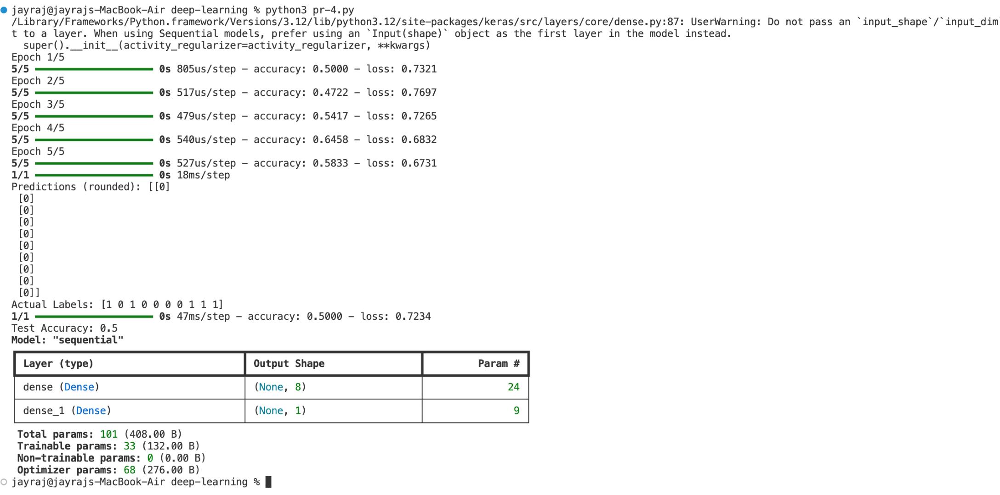 jayraj@jayrajs-MacBook-Air deep-learning % python3 pr-4.py
/Library/Frameworks/Python.framework/Versions/3.12/lib/python3.12/site-packages/keras/src/layers/core/dense.py:87: UserWarning: Do not pass an `input_shape`/`input_dim`
t to a layer. When using Sequential models, prefer using an `Input(shape)` object as the first layer in the model instead.
  super().__init__(activity_regularizer=activity_regularizer, **kwargs)
Epoch 1/5
5/5 0s 805us/step - accuracy: 0.5000 - loss: 0.7321
Epoch 2/5
5/5 0s 517us/step - accuracy: 0.4722 - loss: 0.7697
Epoch 3/5
5/5 0s 479us/step - accuracy: 0.5417 - loss: 0.7265
Epoch 4/5
5/5 0s 540us/step - accuracy: 0.6458 - loss: 0.6832
Epoch 5/5
5/5 0s 527us/step - accuracy: 0.5833 - loss: 0.6731
1/1 0s 18ms/step
Predictions (rounded): [[0]
 [0]
 [0]
 [0]
 [0]
 [0]
 [0]
 [0]
 [0]
 [0]]
Actual Labels: [1 0 1 0 0 0 0 1 1 1]
1/1 0s 47ms/step - accuracy: 0.5000 - loss: 0.7234
Test Accuracy: 0.5
Model: "sequential"
Layer (type) Output Shape Param #
dense (Dense) (None, 8) 24
dense_1 (Dense) (None, 1) 9
Total params: 101 (408.00 B)
Trainable params: 33 (132.00 B)
Non-trainable params: 0 (0.00 B)
Optimizer params: 68 (276.00 B)
jayraj@jayrajs-MacBook-Air deep-learning %